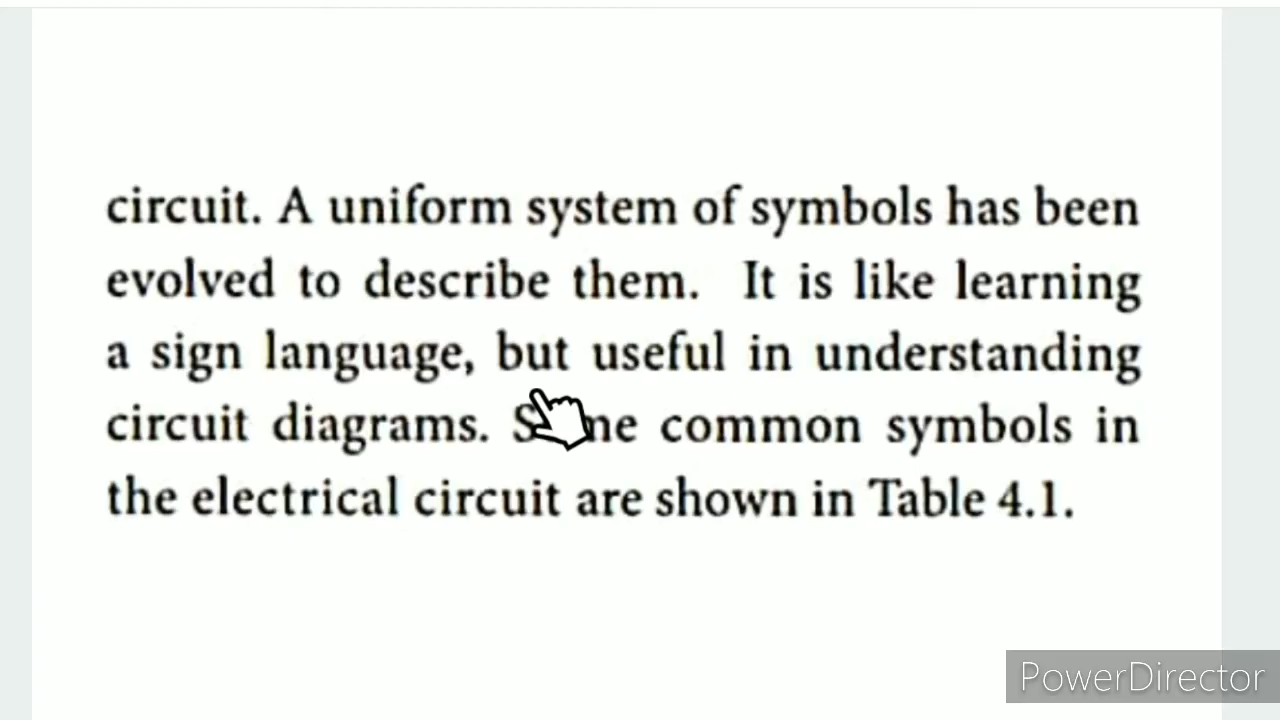 circuit. A uniform system of symbols has been
evolved to describe them. It is like learning
a sign language, but useful in understanding
circuit diagrams. Some common symbols in
the electrical circuit are shown in Table 4.1.
PowerDirector